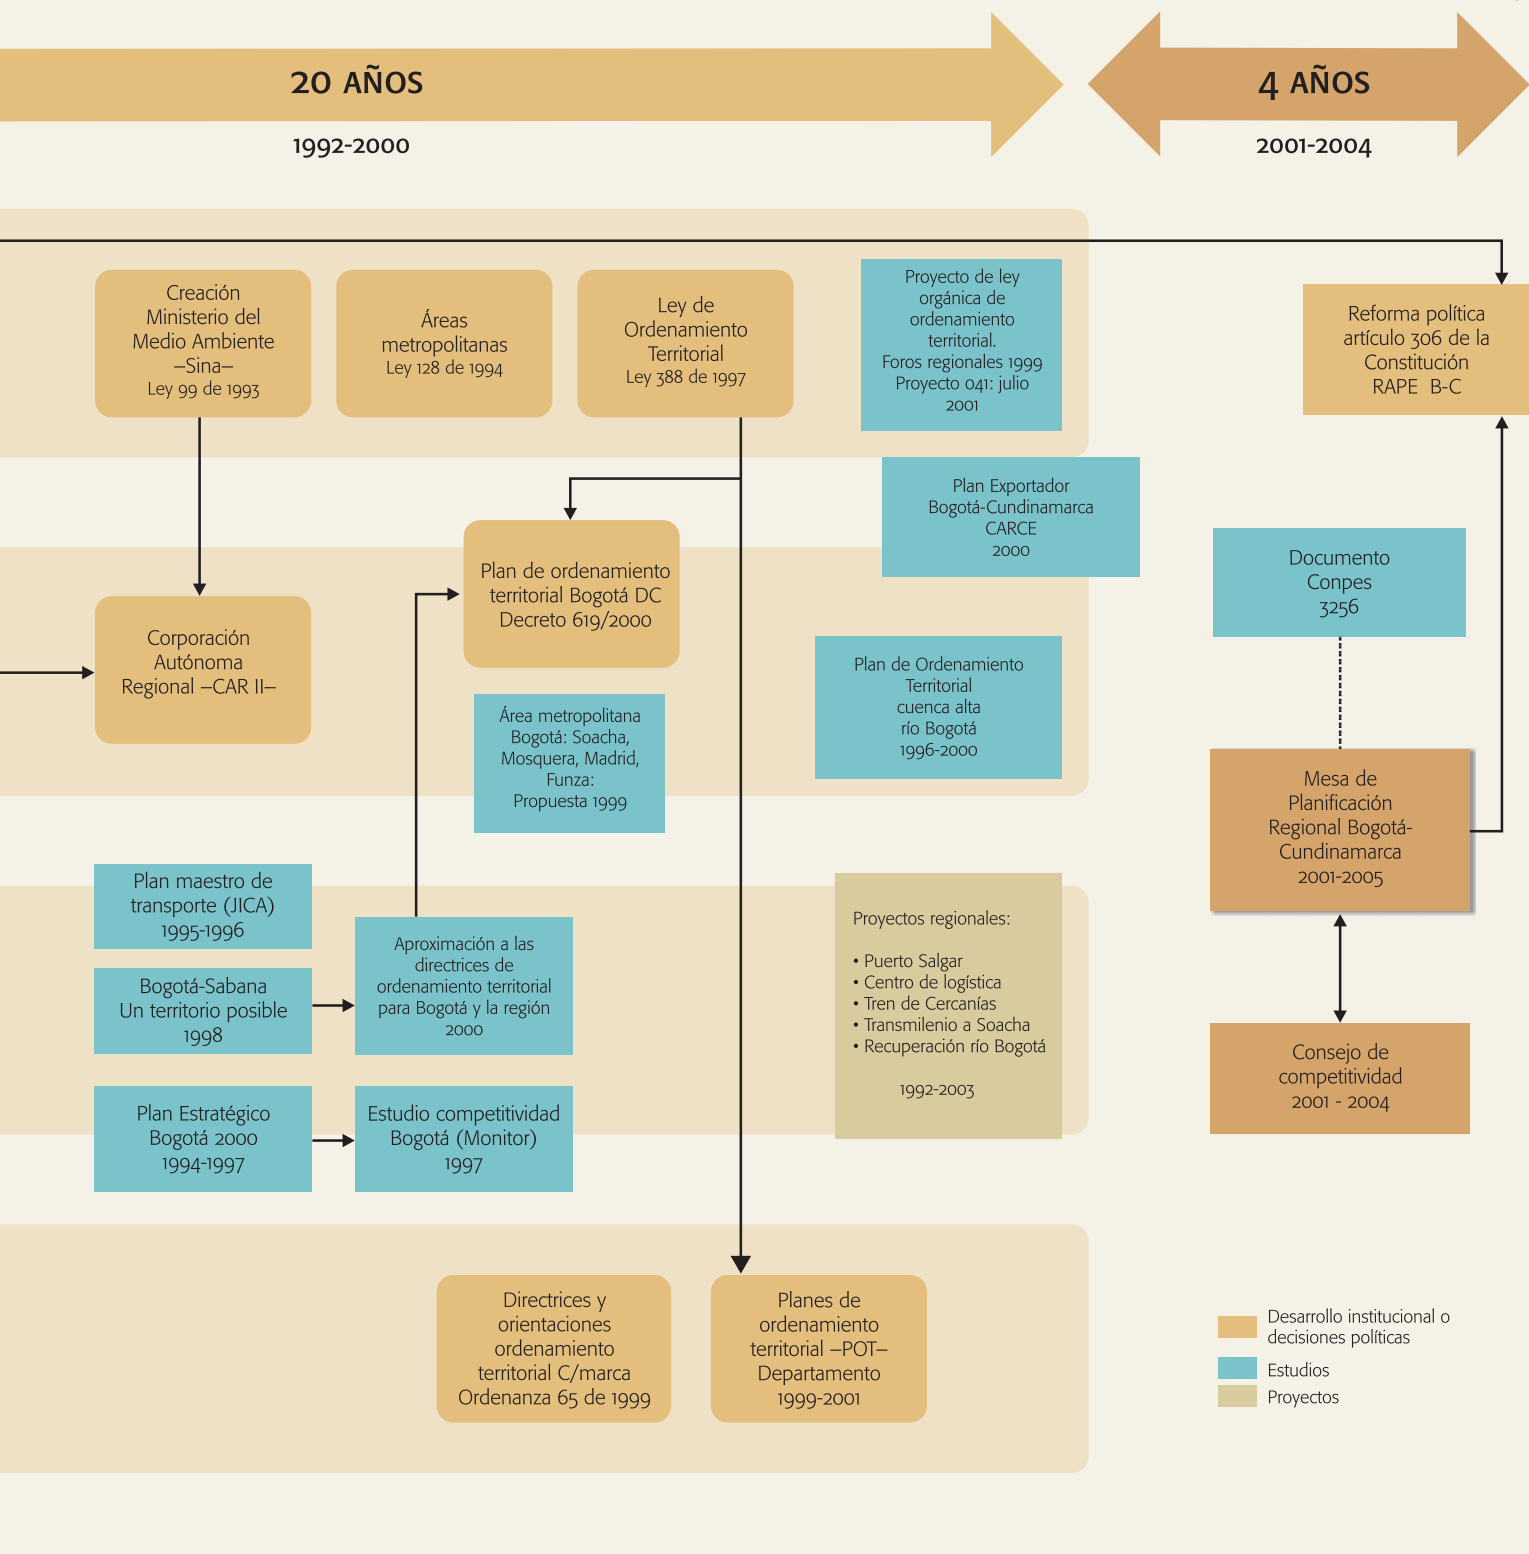 20 AÑOS
1992-2000
4 AÑOS
2001-2004
Creación
Ministerio del
Medio Ambiente
–Sina–
Ley 99 de 1993
Áreas
metropolitanas
Ley 128 de 1994
Ley de
Ordenamiento
Territorial
Ley 388 de 1997
Proyecto de ley
orgánica de
ordenamiento
territorial.
Foros regionales 1999
Proyecto 041: julio
2001
Reforma política
artículo 306 de la
Constitución
RAPE B-C
Plan Exportador
Bogotá-Cundinamarca
CARCE
2000
Plan de ordenamiento
territorial Bogotá DC
Decreto 619/2000
Documento
Conpes
3256
Corporación
Autónoma
Regional –CAR II–
Plan de Ordenamiento
Territorial
cuenca alta
río Bogotá
1996-2000
Área metropolitana
Bogotá: Soacha,
Mosquera, Madrid,
Funza:
Propuesta 1999
Mesa de
Planificación
Regional Bogotá-
Cundinamarca
2001-2005
Plan maestro de
transporte (JICA)
1995-1996
Bogotá-Sabana
Un territorio posible
1998
Aproximación a las
directrices de
ordenamiento territorial
para Bogotá y la región
2000
Proyectos regionales:
• Puerto Salgar
• Centro de logística
• Tren de Cercanías
• Transmilenio a Soacha
• Recuperación río Bogotá
1992-2003
Consejo de
competitividad
2001 - 2004
Plan Estratégico
Bogotá 2000
1994-1997
Estudio competitividad
Bogotá (Monitor)
1997
Directrices y
orientaciones
ordenamiento
territorial C/marca
Ordenanza 65 de 1999
Planes de
ordenamiento
territorial –POT–
Departamento
1999-2001
Desarrollo institucional o
decisiones políticas
Estudios
Proyectos